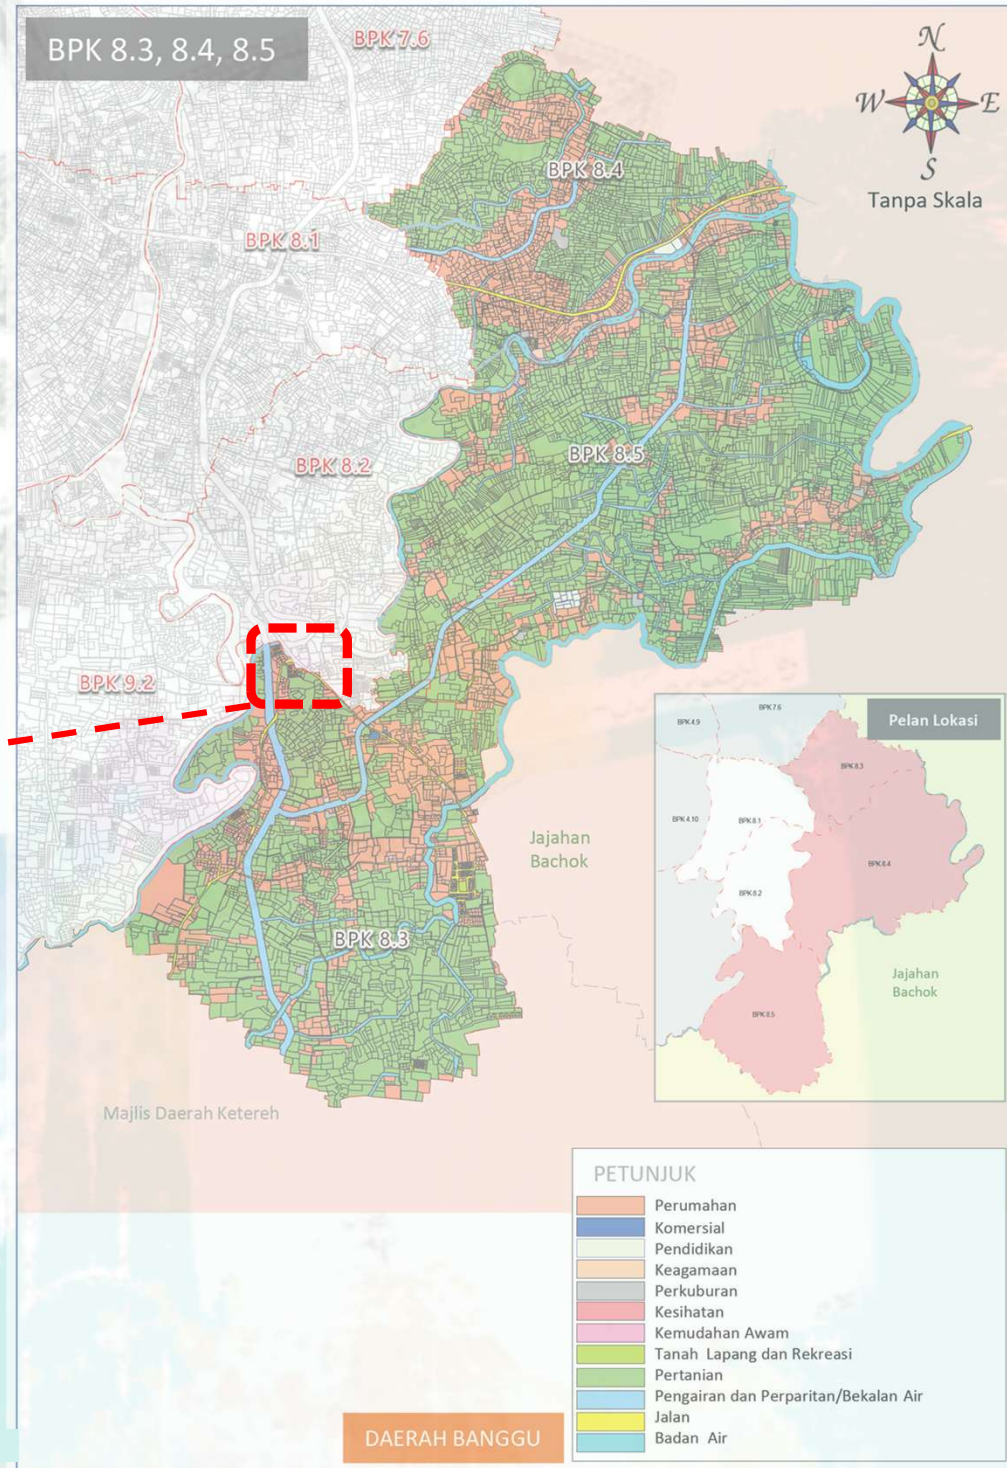 BPK 8.3, 8.4, 8.5
BPK 7.6
N
W
E
S
Tanpa Skala
BPK 8.4
BPK 8.1
BPK 8.5
BPK 8.2
BPK 9.2
BPK 8.3
Jajahan
Bachok
Majlis Daerah Ketereh
Pelan Lokasi
BPK 4.9
BPK 7.6
BPK 8.3
BPK 4.10
BPK 8.1
BPK 8.4
BPK 8.2
Jajahan
Bachok
BPK 8.5
PETUNJUK
Perumahan
Komersial
Pendidikan
Keagamaan
Perkuburan
Kesihatan
Kemudahan Awam
Tanah Lapang dan Rekreasi
Pertanian
Pengairan dan Perparitan/Bekalan Air
Jalan
Badan Air
DAERAH BANGGU